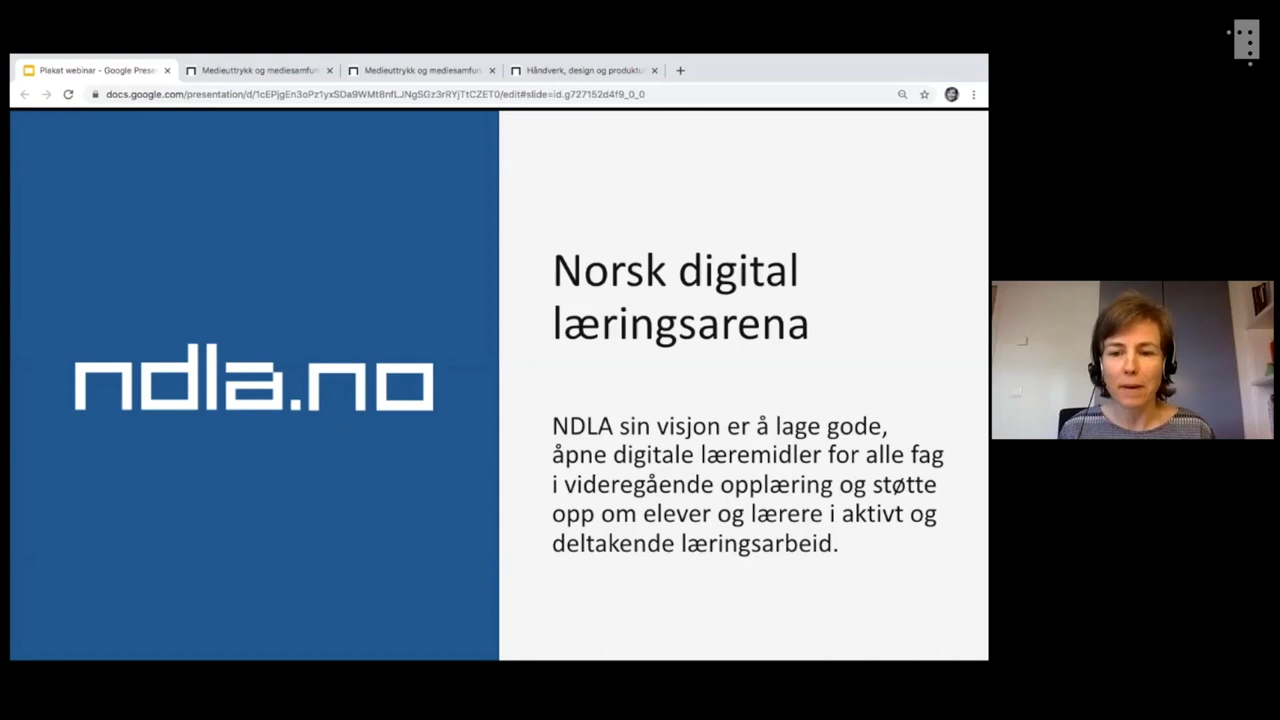 Plakat webinar - Google Prese
Medieuttrykk og mediesamfun
Medieuttrykk og mediesamfun
Håndverk, design og produktu
docs.google.com/presentation/d/1cEPjgEn3oPz1yxSDa9WMt8nfLJNgSGz3rRYjTtCZET0/edit#slide=id.g727152d4f9_0_0
ndla.no
Norsk digital
læringsarena
NDLA sin visjon er å lage gode,
åpne digitale læremidler for alle fag
i videregående opplæring og støtte
opp om elever og lærere i aktivt og
deltakende læringsarbeid.